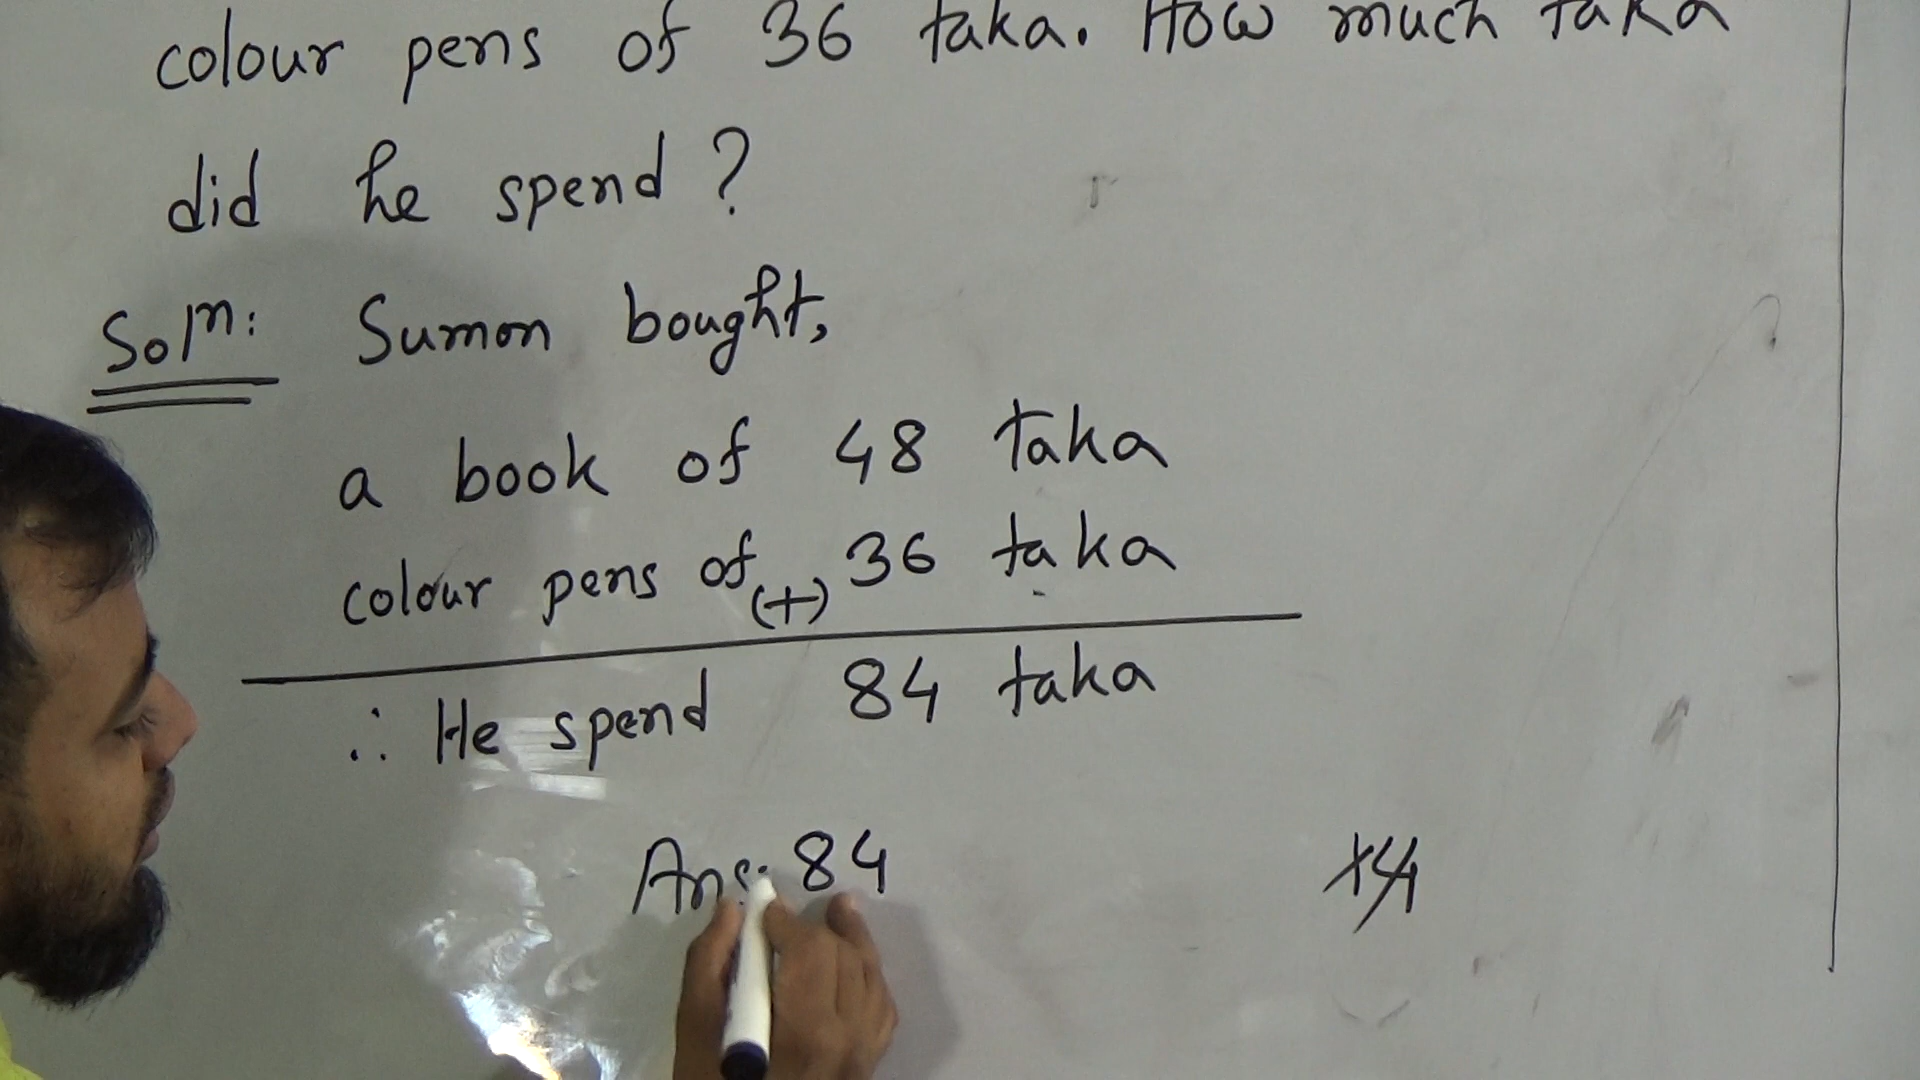 colour pens of 36 taka. How much taka
did he spend?
Solⁿ: Sumon bought,
a book of 48 taka
colour pens of (+) 36 taka
∴ He spend 84 taka
Ans: 84